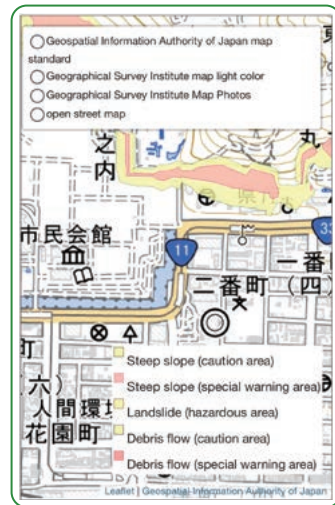 Geospatial Information Authority of Japan map
standard
Geographical Survey Institute map light color
Geographical Survey Institute Map Photos
open street map
丸
之
内
県
市民会館
11
33
一番
二番町
(四)
町
(六)
人間環境
花園町
Steep slope (caution area)
Steep slope (special warning area)
Landslide (hazardous area)
Debris flow (caution area)
Debris flow (special warning area)
Leaflet | Geospatial Information Authority of Japan